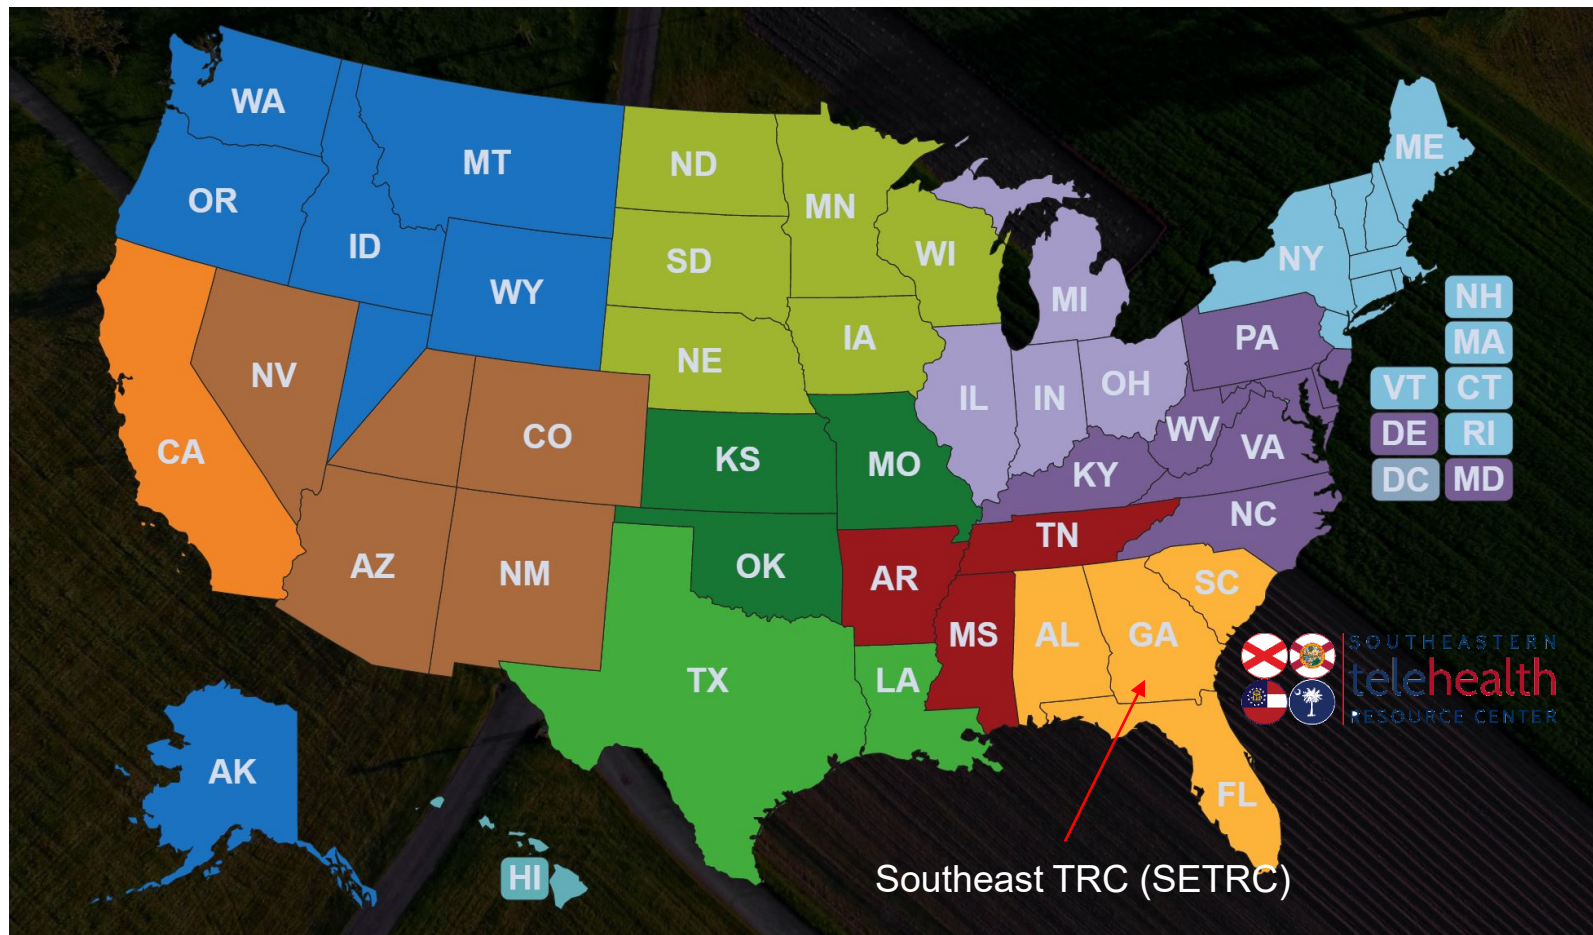 WA
MT
ND
MN
ME
OR
ID
SD
WI
NY
WY
MI
NH
NE
IA
PA
MA
NV
IL
IN
OH
VT
CT
CA
CO
KS
MO
KY
WV
VA
DE
RI
DC
MD
AZ
NM
OK
AR
TN
NC
SC
TX
LA
MS
AL
GA
SOUTHEASTERN
telehealth
RESOURCE CENTER
AK
FL
HI
Southeast TRC (SETRC)